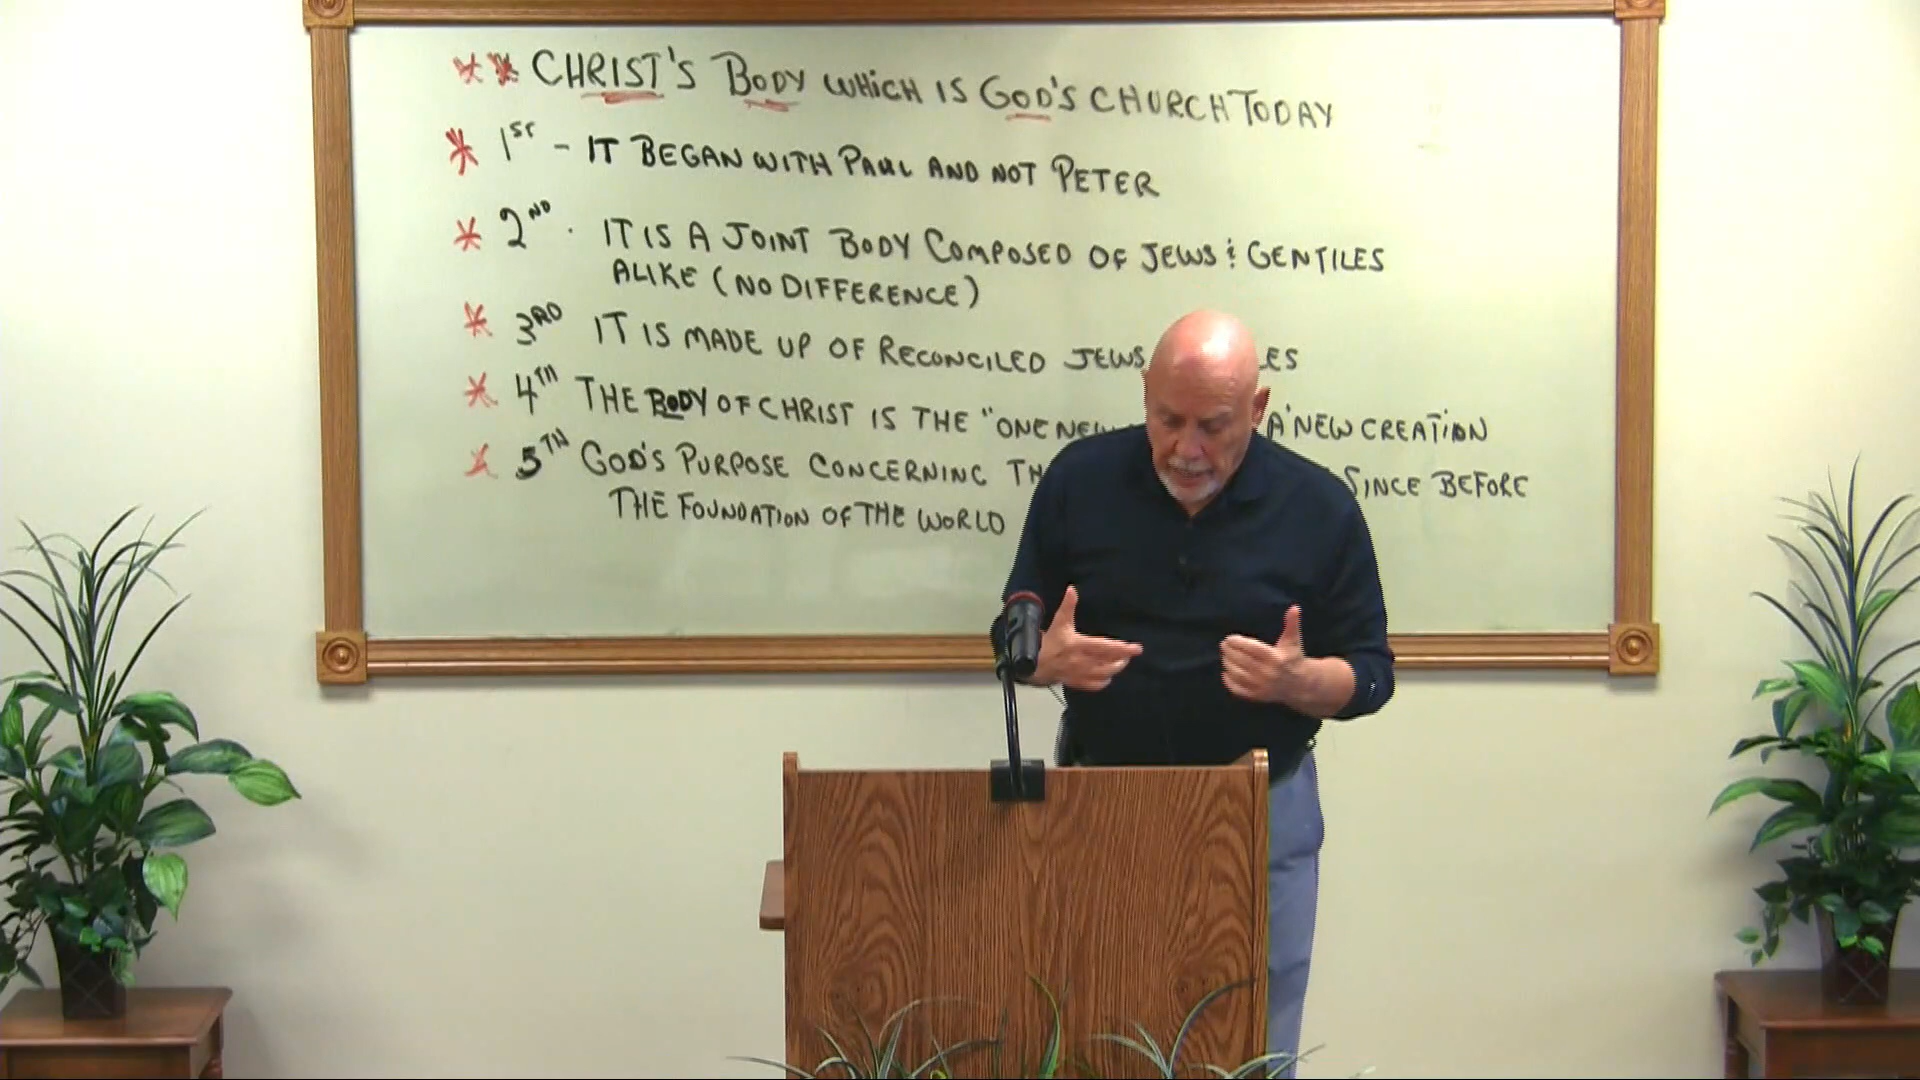 ** CHRIST'S BODY WHICH IS GOD'S CHURCH TODAY
* 1ST - IT BEGAN WITH PAUL AND NOT PETER
* 2ND. IT IS A JOINT BODY COMPOSED OF JEWS & GENTILES
ALIKE (NO DIFFERENCE)
* 3RD IT IS MADE UP OF RECONCILED JEWS
* 4TH THE BODY OF CHRIST IS THE "ONE NEW A NEW CREATION
* 5TH GOD'S PURPOSE CONCERNING SINCE BEFORE
THE FOUNDATION OF THE WORLD